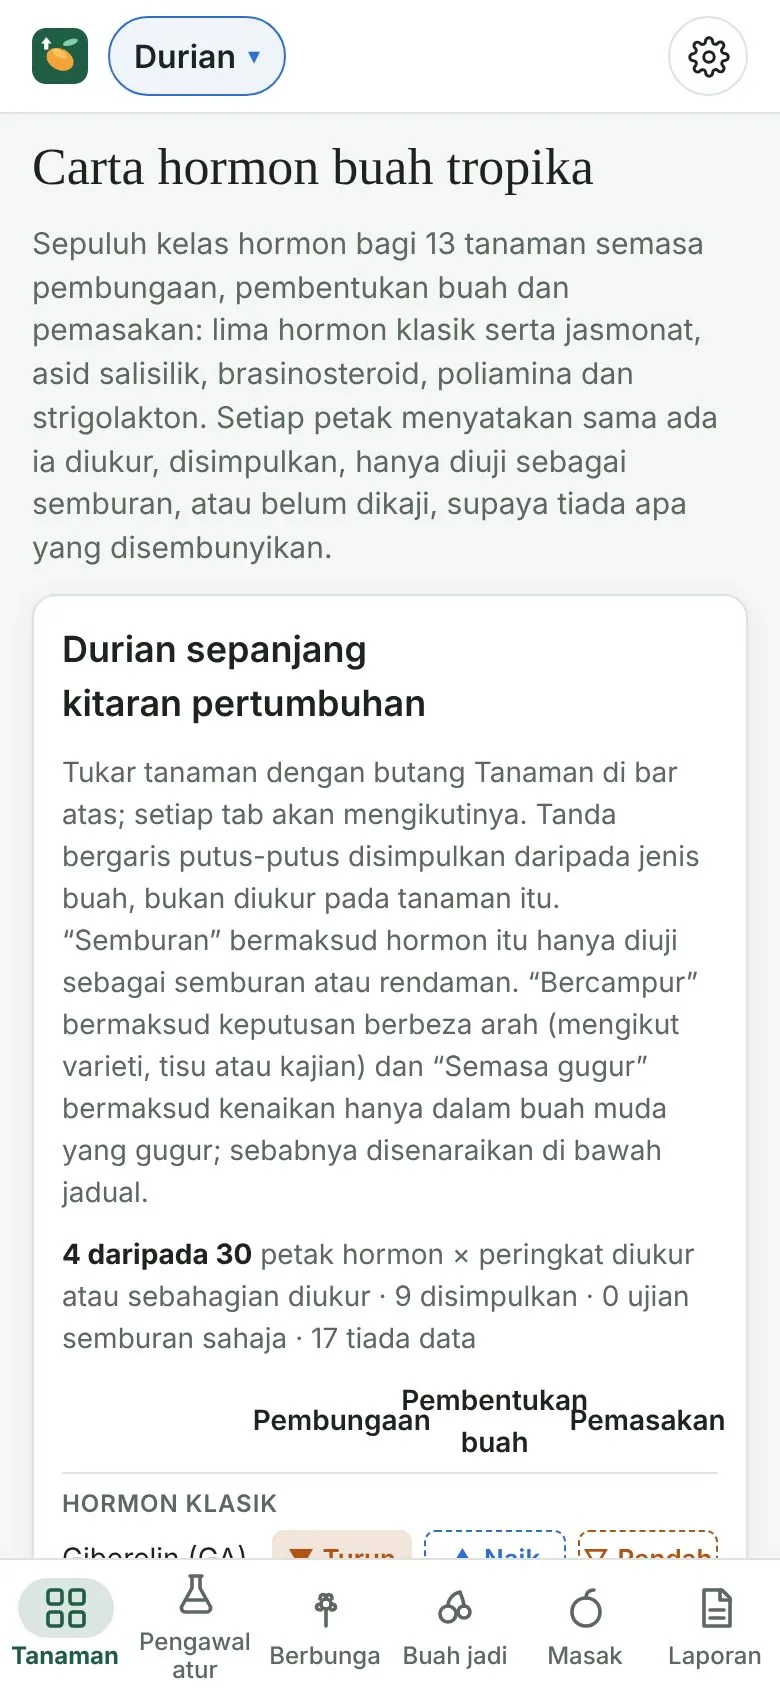 Durian ▾
Carta hormon buah tropika
Sepuluh kelas hormon bagi 13 tanaman semasa
pembungaan, pembentukan buah dan
pemasakan: lima hormon klasik serta jasmonat,
asid salisilik, brasinosteroid, poliamina dan
strigolakton. Setiap petak menyatakan sama ada
ia diukur, disimpulkan, hanya diuji sebagai
semburan, atau belum dikaji, supaya tiada apa
yang disembunyikan.
Durian sepanjang
kitaran pertumbuhan
Tukar tanaman dengan butang Tanaman di bar
atas; setiap tab akan mengikutinya. Tanda
bergaris putus-putus disimpulkan daripada jenis
buah, bukan diukur pada tanaman itu.
“Semburan” bermaksud hormon itu hanya diuji
sebagai semburan atau rendaman. “Bercampur”
bermaksud keputusan berbeza arah (mengikut
varieti, tisu atau kajian) dan “Semasa gugur”
bermaksud kenaikan hanya dalam buah muda
yang gugur; sebabnya disenaraikan di bawah
jadual.
4 daripada 30 petak hormon × peringkat diukur
atau sebahagian diukur · 9 disimpulkan · 0 ujian
semburan sahaja · 17 tiada data
Pembungaan Pembentukan buah Pemasakan
HORMON KLASIK
Giberelin (GA) ▼ Turun ▲ Naik ▽ Rendah
Tanaman Pengawal atur Berbunga Buah jadi Masak Laporan